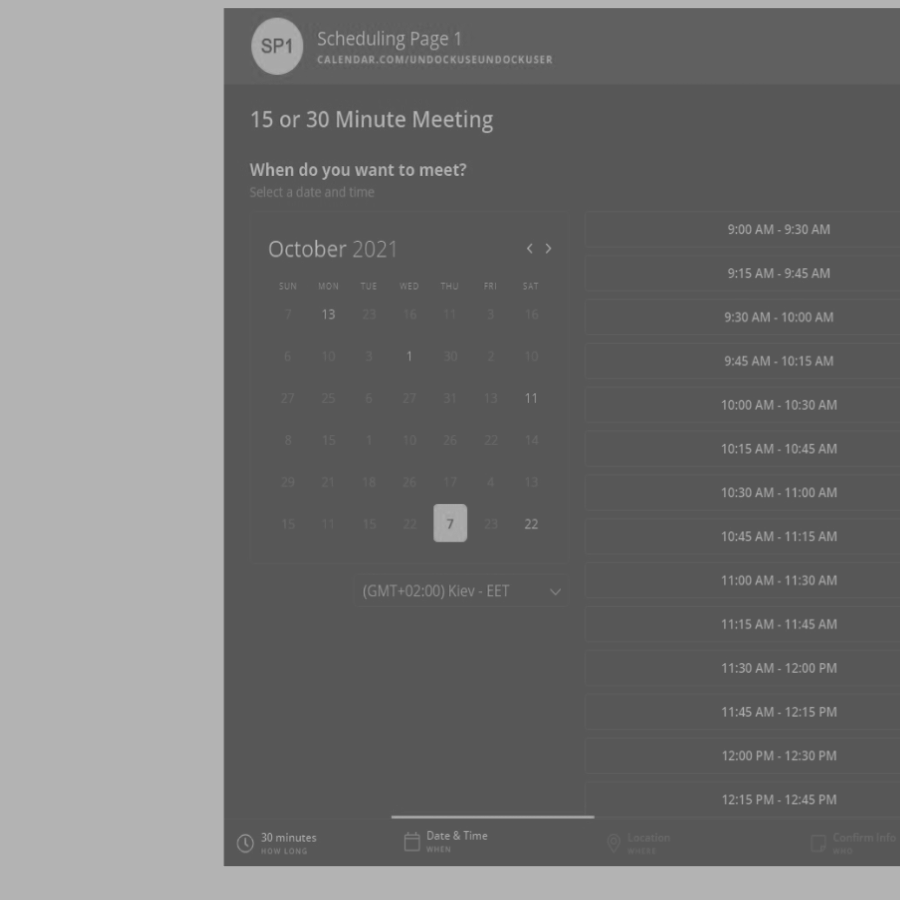 SP1
Scheduling Page 1
CALENDAR.COM/UNDOCKUSEUNDOCKUSER
15 or 30 Minute Meeting
When do you want to meet?
Select a date and time
October 2021
SUN MON TUE WED THU FRI SAT
7 13 23 16 11 3 16
6 10 3 1 30 2 10
27 25 6 27 31 13 11
8 15 1 10 26 22 14
29 21 18 26 17 4 13
15 11 15 22 7 23 22
(GMT+02:00) Kiev - EET
9:00 AM - 9:30 AM
9:15 AM - 9:45 AM
9:30 AM - 10:00 AM
9:45 AM - 10:15 AM
10:00 AM - 10:30 AM
10:15 AM - 10:45 AM
10:30 AM - 11:00 AM
10:45 AM - 11:15 AM
11:00 AM - 11:30 AM
11:15 AM - 11:45 AM
11:30 AM - 12:00 PM
11:45 AM - 12:15 PM
12:00 PM - 12:30 PM
12:15 PM - 12:45 PM
30 minutes
HOW LONG
Date & Time
WHEN
Location
WHERE
Confirm info
WHO